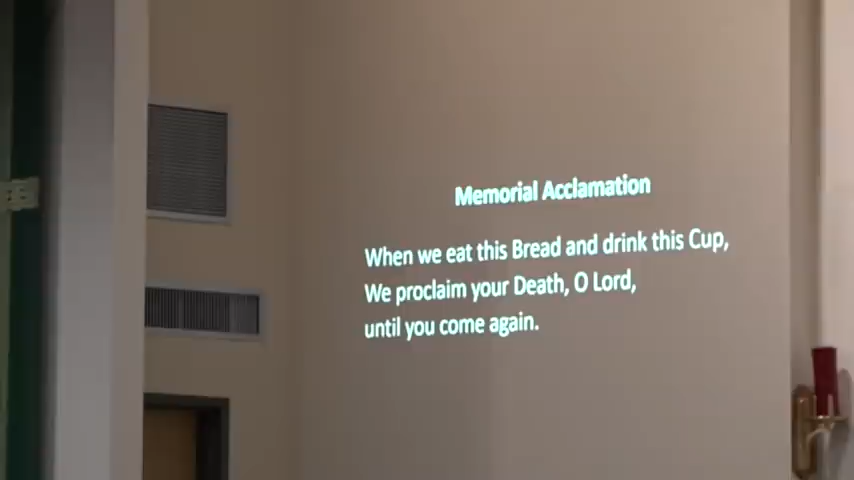 Memorial Acclamation
When we eat this Bread and drink this Cup,
We proclaim your Death, O Lord,
until you come again.